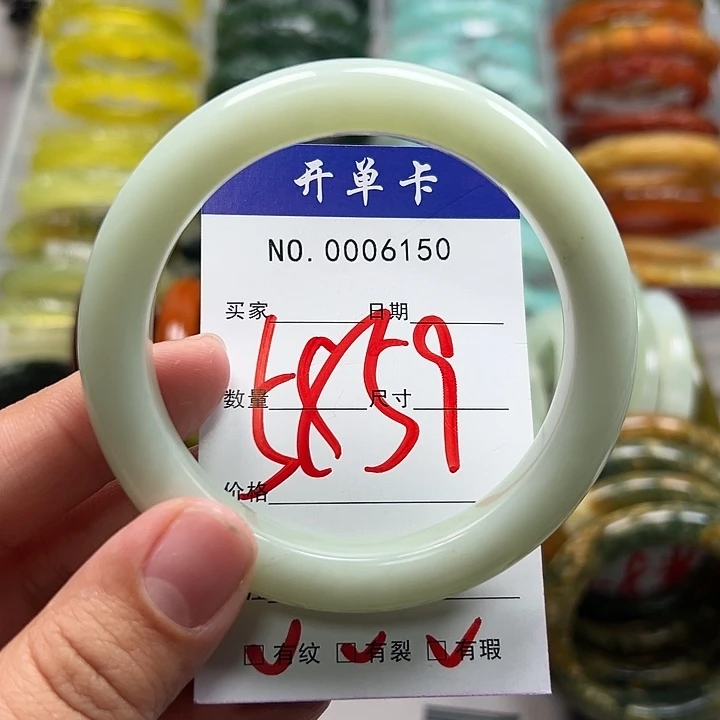 开单卡
NO. 0006150
买家 日期
5859
数量 尺寸
价格
有纹 有裂 有瑕